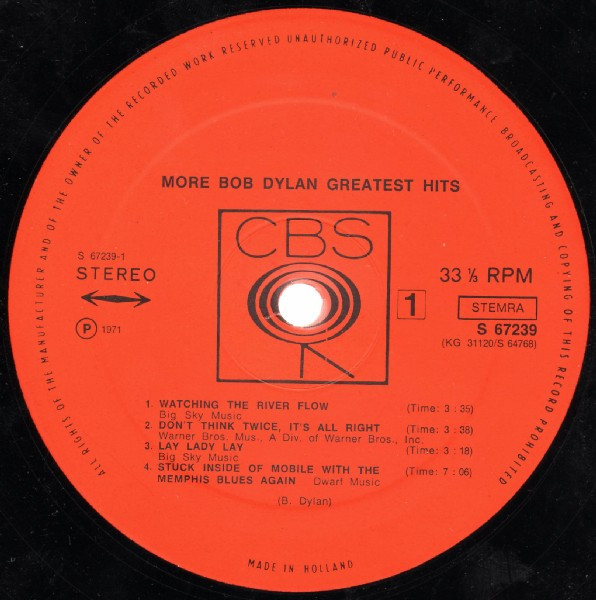 ALL RIGHTS OF THE MANUFACTURER AND OF THE OWNER OF THE RECORDED WORK RESERVED UNAUTHORIZED PUBLIC PERFORMANCE BROADCASTING AND COPYING OF THIS RECORD PROHIBITED
MORE BOB DYLAN GREATEST HITS
CBS
S 67239-1
STEREO
P 1971
33 ⅓ RPM
1
STEMRA
S 67239
(KG 31120/S 64768)
1. WATCHING THE RIVER FLOW (Time: 3 : 35)
Big Sky Music
2. DON'T THINK TWICE, IT'S ALL RIGHT (Time: 3 : 38)
Warner Bros. Mus., A Div. of Warner Bros., Inc.
3. LAY LADY LAY (Time: 3 : 18)
Big Sky Music
4. STUCK INSIDE OF MOBILE WITH THE (Time: 7 : 06)
MEMPHIS BLUES AGAIN Dwarf Music
(B. Dylan)
MADE IN HOLLAND